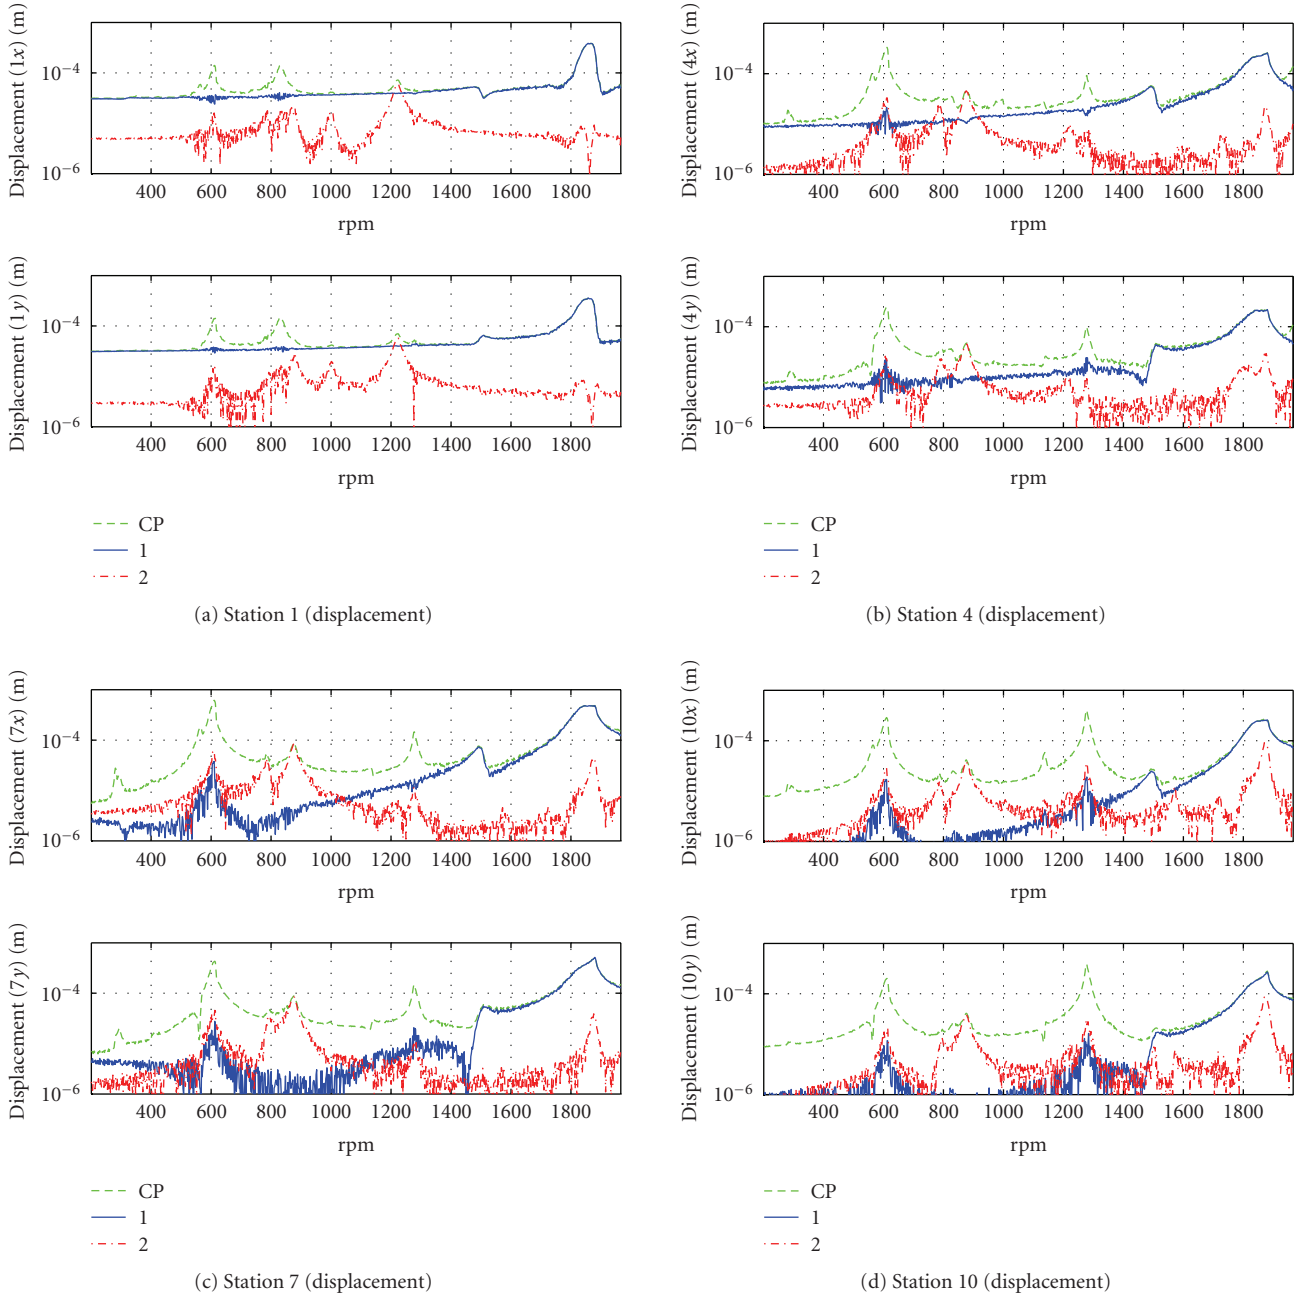 Displacement (1x) (m)
10⁻⁴
10⁻⁶
400 600 800 1000 1200 1400 1600 1800
rpm
Displacement (1y) (m)
10⁻⁴
10⁻⁶
400 600 800 1000 1200 1400 1600 1800
rpm
CP
1
2
(a) Station 1 (displacement)
Displacement (4x) (m)
10⁻⁴
10⁻⁶
400 600 800 1000 1200 1400 1600 1800
rpm
Displacement (4y) (m)
10⁻⁴
10⁻⁶
400 600 800 1000 1200 1400 1600 1800
rpm
CP
1
2
(b) Station 4 (displacement)
Displacement (7x) (m)
10⁻⁴
10⁻⁶
400 600 800 1000 1200 1400 1600 1800
rpm
Displacement (7y) (m)
10⁻⁴
10⁻⁶
400 600 800 1000 1200 1400 1600 1800
rpm
CP
1
2
(c) Station 7 (displacement)
Displacement (10x) (m)
10⁻⁴
10⁻⁶
400 600 800 1000 1200 1400 1600 1800
rpm
Displacement (10y) (m)
10⁻⁴
10⁻⁶
400 600 800 1000 1200 1400 1600 1800
rpm
CP
1
2
(d) Station 10 (displacement)